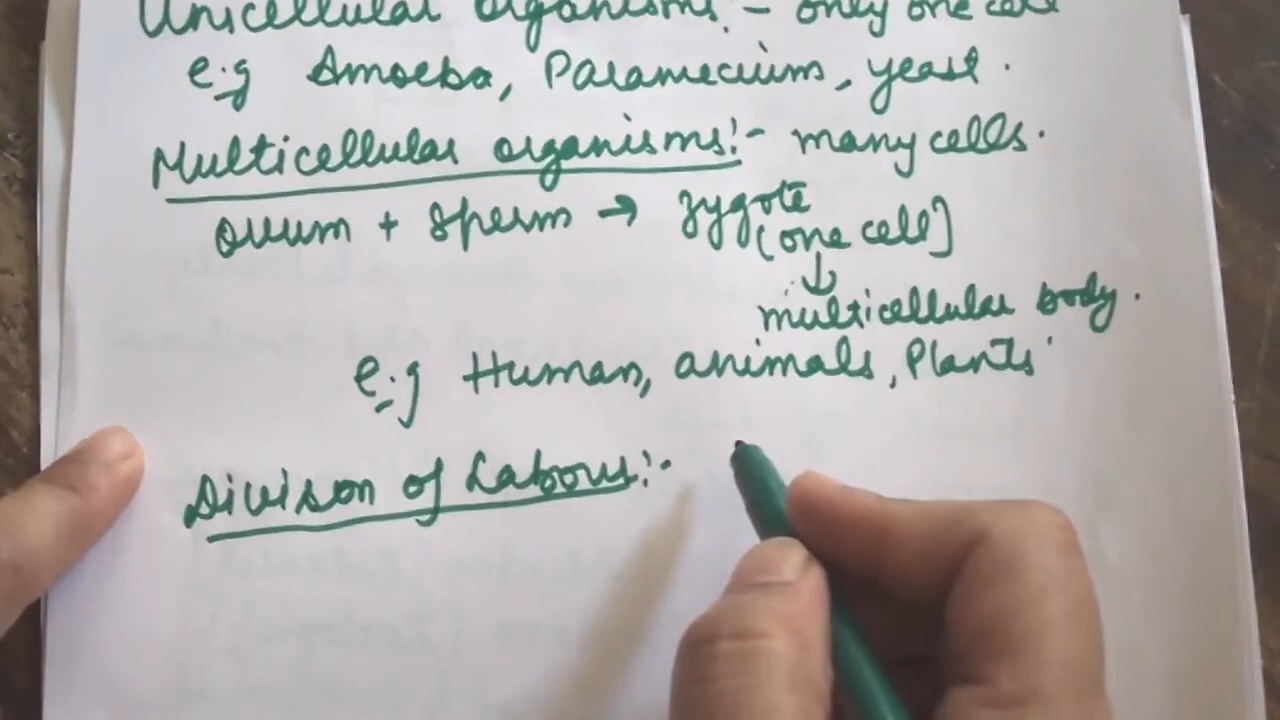 Unicellular organisms:- only one cell
e.g Amoeba, Paramecium, yeast.
Multicellular organisms:- many cells.
Ovum + Sperm → zygote
(one cell]
↓
multicellular body.
e.g Human, animals, Plants
Divison of Labour:-